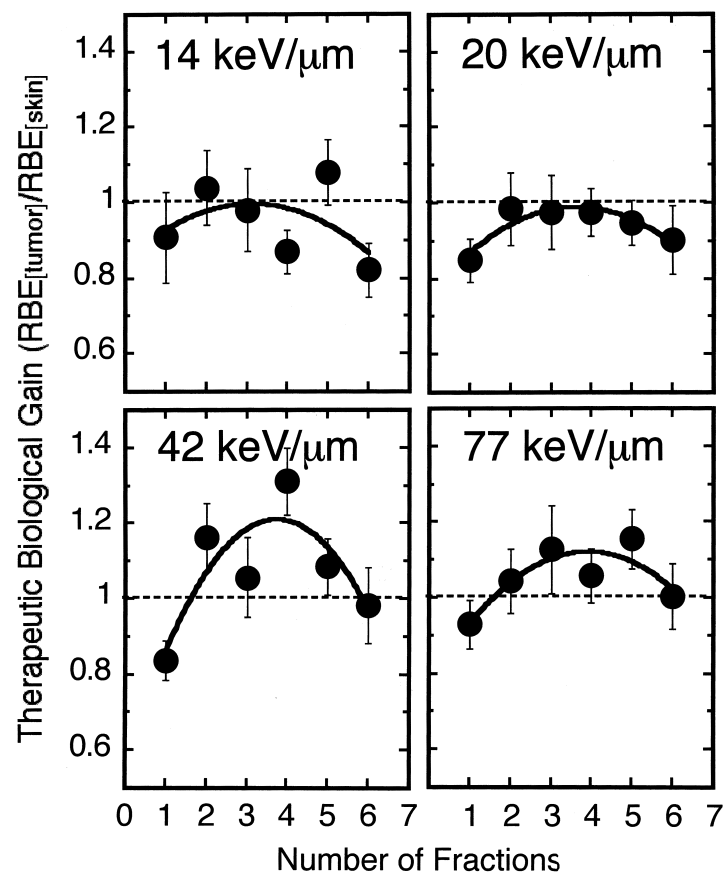 Therapeutic Biological Gain (RBE[tumor]/RBE[skin])
14 keV/μm
20 keV/μm
1.4
1.2
1
0.8
0.6
42 keV/μm
77 keV/μm
1.4
1.2
1
0.8
0.6
0 1 2 3 4 5 6 7
1 2 3 4 5 6 7
Number of Fractions